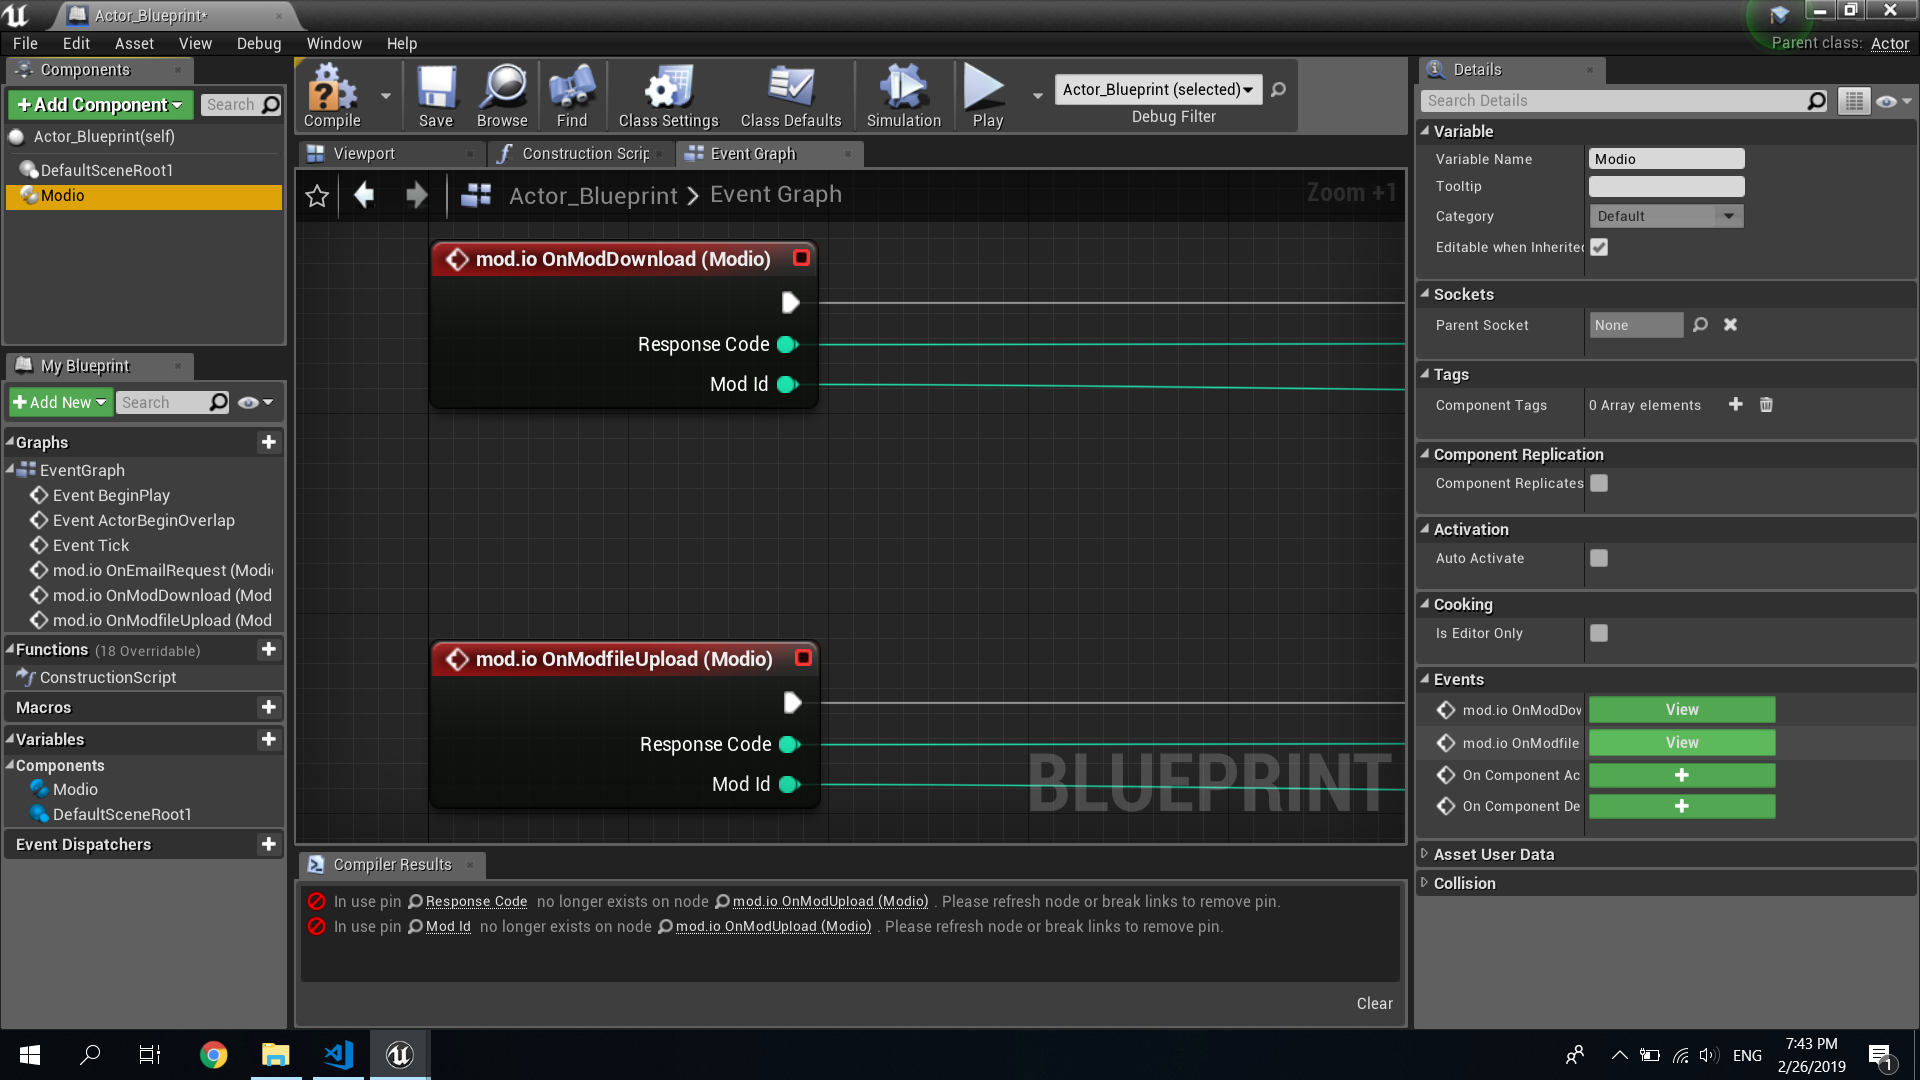 Actor_Blueprint*
File Edit Asset View Debug Window Help
Parent class: Actor
Components
+Add Component
Search
Actor_Blueprint(self)
DefaultSceneRoot1
Modio
Compile
Save
Browse
Find
Class Settings
Class Defaults
Simulation
Play
Actor_Blueprint (selected)
Debug Filter
Viewport
Construction Scrip
Event Graph
Actor_Blueprint > Event Graph
Zoom +1
mod.io OnModDownload (Modio)
Response Code
Mod Id
mod.io OnModfileUpload (Modio)
Response Code
Mod Id
BLUEPRINT
My Blueprint
+ Add New
Search
Graphs
EventGraph
Event BeginPlay
Event ActorBeginOverlap
Event Tick
mod.io OnEmailRequest (Modi
mod.io OnModDownload (Mod
mod.io OnModfileUpload (Mod
Functions (18 Overridable)
ConstructionScript
Macros
Variables
Components
Modio
DefaultSceneRoot1
Event Dispatchers
Compiler Results
In use pin Response Code no longer exists on node mod.io OnModUpload (Modio) . Please refresh node or break links to remove pin.
In use pin Mod Id no longer exists on node mod.io OnModUpload (Modio) . Please refresh node or break links to remove pin.
Clear
Details
Search Details
Variable
Variable Name Modio
Tooltip
Category Default
Editable when Inherited
Sockets
Parent Socket None
Tags
Component Tags 0 Array elements
Component Replication
Component Replicates
Activation
Auto Activate
Cooking
Is Editor Only
Events
mod.io OnModDow View
mod.io OnModfile View
On Component Ac +
On Component De +
Asset User Data
Collision
ENG
7:43 PM
2/26/2019
1